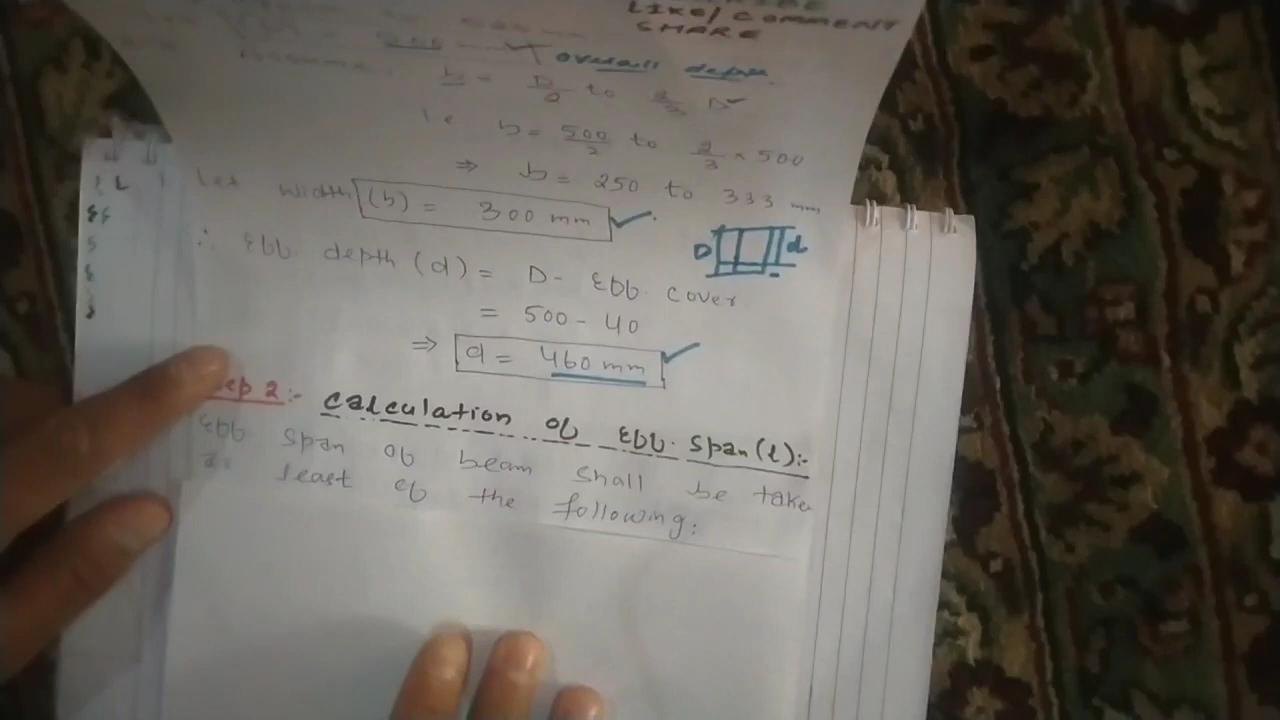 LIKE/COMMENT
SHARE
overall depth.
b = D/2 to 2/3 D
i.e b = 500/2 to 2/3 × 500
⇒ b = 250 to 333 mm
Let width (b) = 300 mm
∴ Eff. depth (d) = D - Eff. cover
= 500 - 40
⇒ d = 460 mm
D d
Step 2:- Calculation of Eff. span (l):-
Eff span of beam shall be take
least of the following: